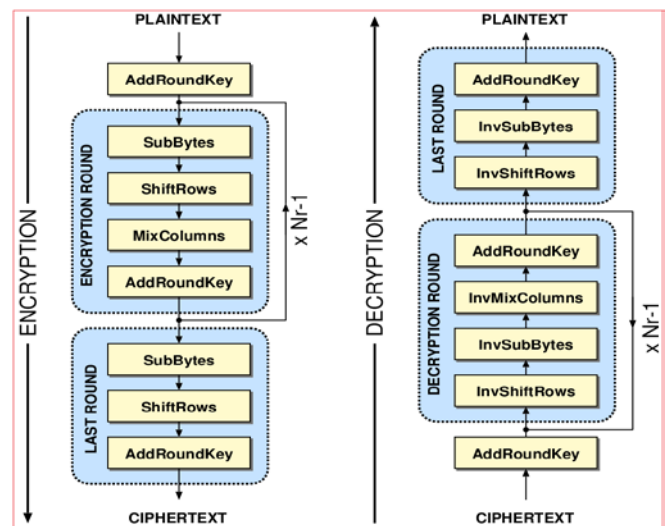 PLAINTEXT
AddRoundKey
SubBytes
ShiftRows
MixColumns
AddRoundKey
ENCRYPTION ROUND
x Nr-1
SubBytes
ShiftRows
AddRoundKey
LAST ROUND
CIPHERTEXT
ENCRYPTION
PLAINTEXT
AddRoundKey
InvSubBytes
InvShiftRows
LAST ROUND
AddRoundKey
InvMixColumns
InvSubBytes
InvShiftRows
DECRYPTION ROUND
x Nr-1
AddRoundKey
CIPHERTEXT
DECRYPTION